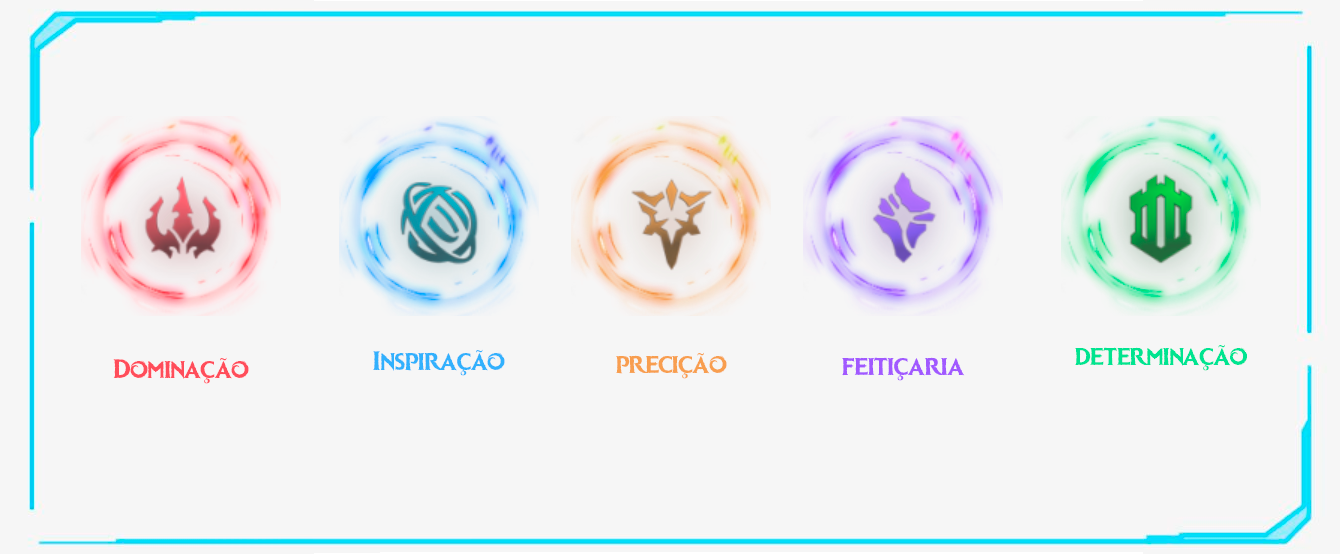 Dominação
Inspiração
PRECIÇÃO
FEITIÇARIA
DETERMINAÇÃO